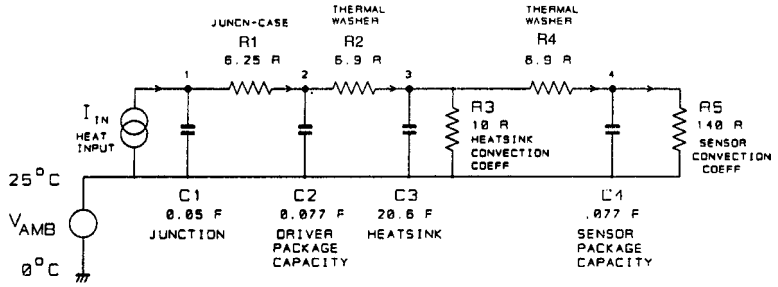 JUNCN-CASE
R1
6.25 R
THERMAL
WASHER
R2
6.9 R
THERMAL
WASHER
R4
6.9 R
1
2
3
4
I IN
HEAT
INPUT
R3
10 R
HEATSINK
CONVECTION
COEFF
R5
140 R
SENSOR
CONVECTION
COEFF
25°C
VAMB
0°C
C1
0.05 F
JUNCTION
C2
0.077 F
DRIVER
PACKAGE
CAPACITY
C3
20.6 F
HEATSINK
C4
.077 F
SENSOR
PACKAGE
CAPACITY